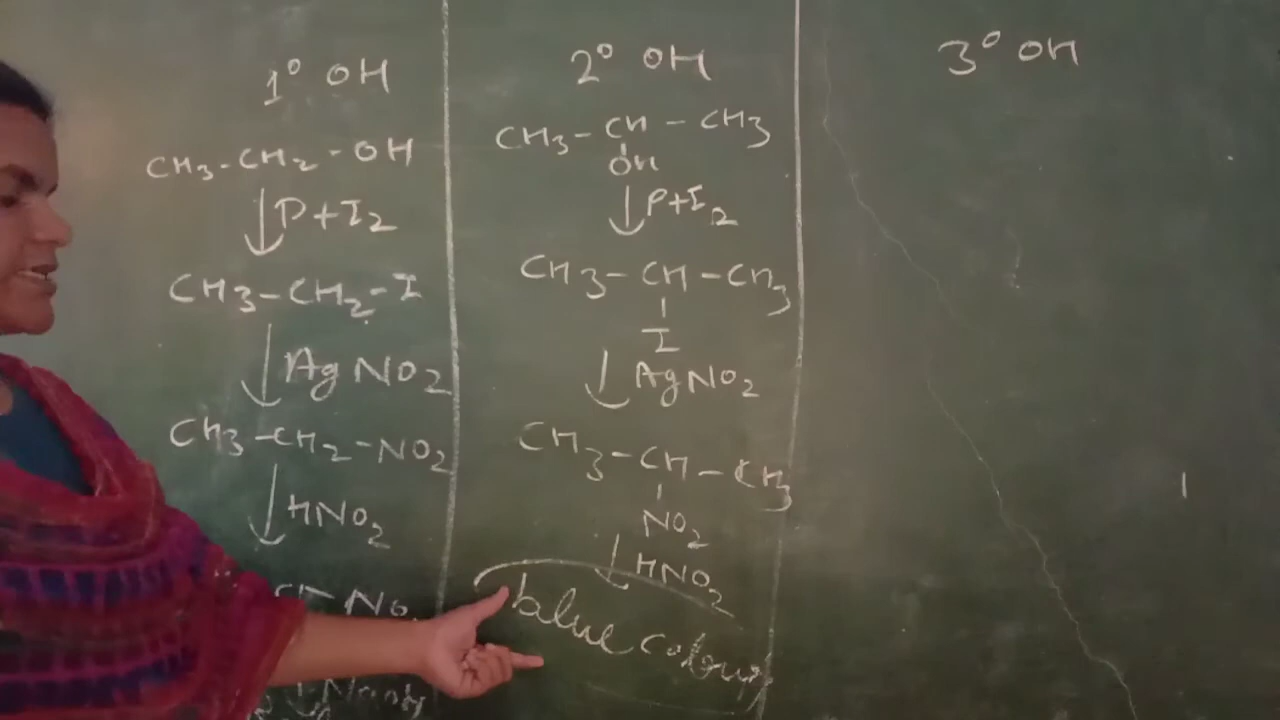 1° OH
CH3-CH2-OH
↓P+I2
CH3-CH2-I
↓AgNO2
CH3-CH2-NO2
↓HNO2
2° OH
CH3-CH-CH3
OH
↓P+I2
CH3-CH-CH3
I
↓AgNO2
CH3-CH-CH3
NO2
↓HNO2
blue colour
3° OH